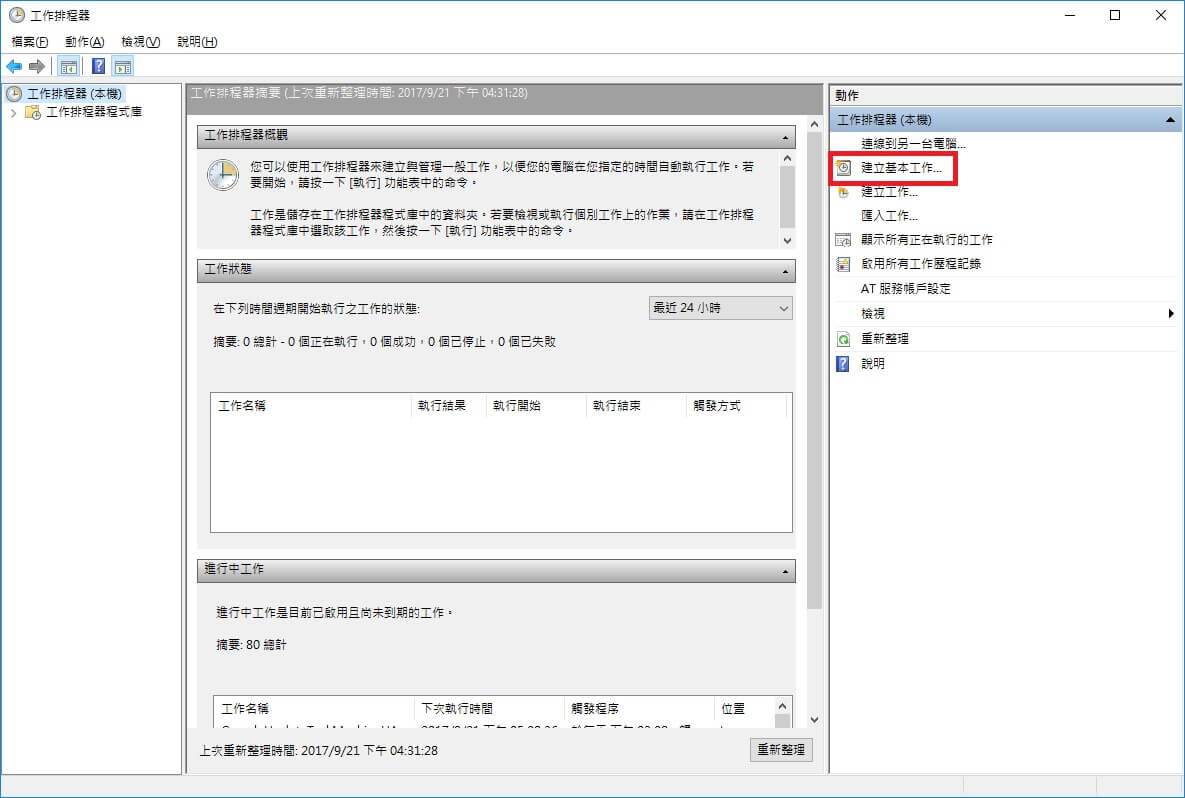 工作排程器
檔案(F) 動作(A) 檢視(V) 說明(H)
工作排程器 (本機)
工作排程器程式庫
工作排程器摘要 (上次重新整理時間: 2017/9/21 下午 04:31:28)
工作排程器概觀
您可以使用工作排程器來建立與管理一般工作，以便您的電腦在您指定的時間自動執行工作。若
要開始，請按一下 [執行] 功能表中的命令。
工作是儲存在工作排程器程式庫中的資料夾。若要檢視或執行個別工作上的作業，請在工作排程
器程式庫中選取該工作，然後按一下 [執行] 功能表中的命令。
工作狀態
在下列時間週期開始執行之工作的狀態: 最近 24 小時
摘要: 0 總計 - 0 個正在執行，0 個成功，0 個已停止，0 個已失敗
工作名稱 執行結果 執行開始 執行結束 觸發方式
進行中工作
進行中工作是目前已啟用且尚未到期的工作。
摘要: 80 總計
工作名稱 下次執行時間 觸發程序 位置
上次重新整理時間: 2017/9/21 下午 04:31:28 重新整理
動作
工作排程器 (本機)
連線到另一台電腦...
建立基本工作...
建立工作...
匯入工作...
顯示所有正在執行的工作
啟用所有工作歷程記錄
AT 服務帳戶設定
檢視
重新整理
說明